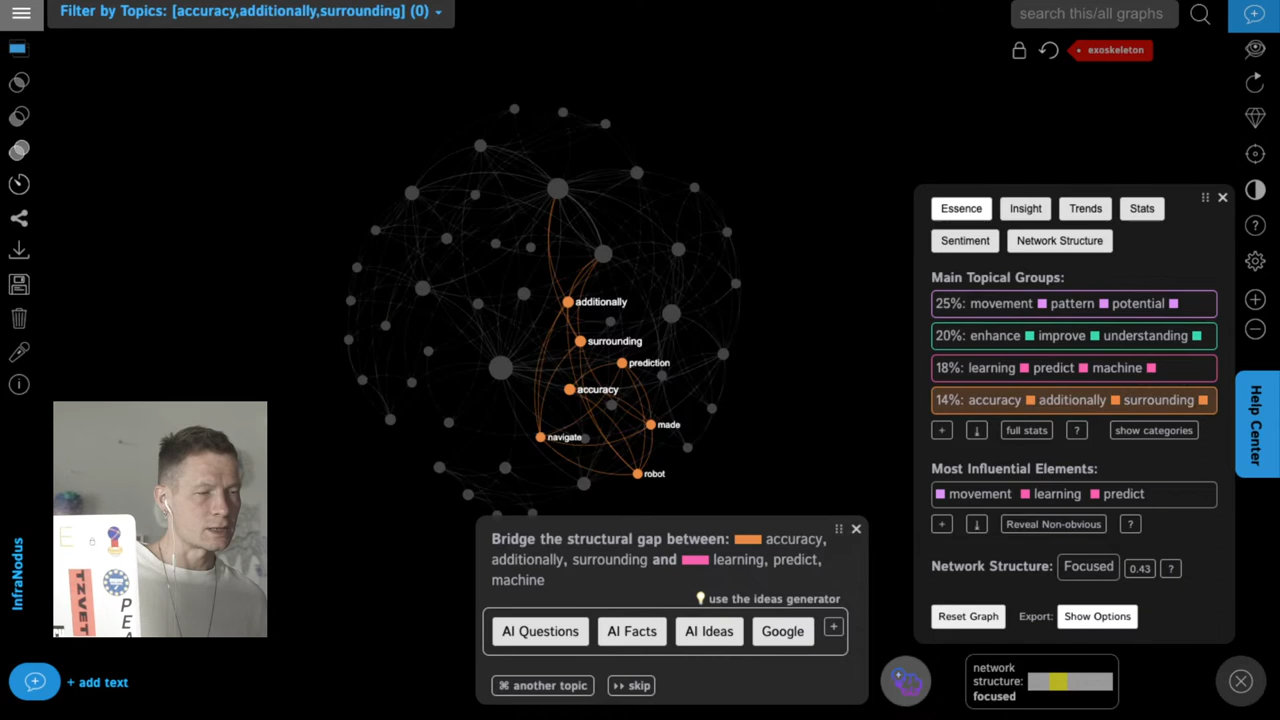 Filter by Topics: [accuracy,additionally,surrounding] (0)
search this/all graphs
exoskeleton
additionally
surrounding
prediction
accuracy
made
navigate
robot
Essence
Insight
Trends
Stats
Sentiment
Network Structure
Main Topical Groups:
25%: movement pattern potential
20%: enhance improve understanding
18%: learning predict machine
14%: accuracy additionally surrounding
+
full stats
?
show categories
Most Influential Elements:
movement learning predict
+
Reveal Non-obvious
?
Network Structure: Focused 0.43 ?
Reset Graph
Export:
Show Options
Help Center
Bridge the structural gap between: accuracy,
additionally, surrounding and learning, predict,
machine
use the ideas generator
AI Questions
AI Facts
AI Ideas
Google
+
another topic
skip
network
structure:
focused
InfraNodus
+ add text
TZVET
PEA
E